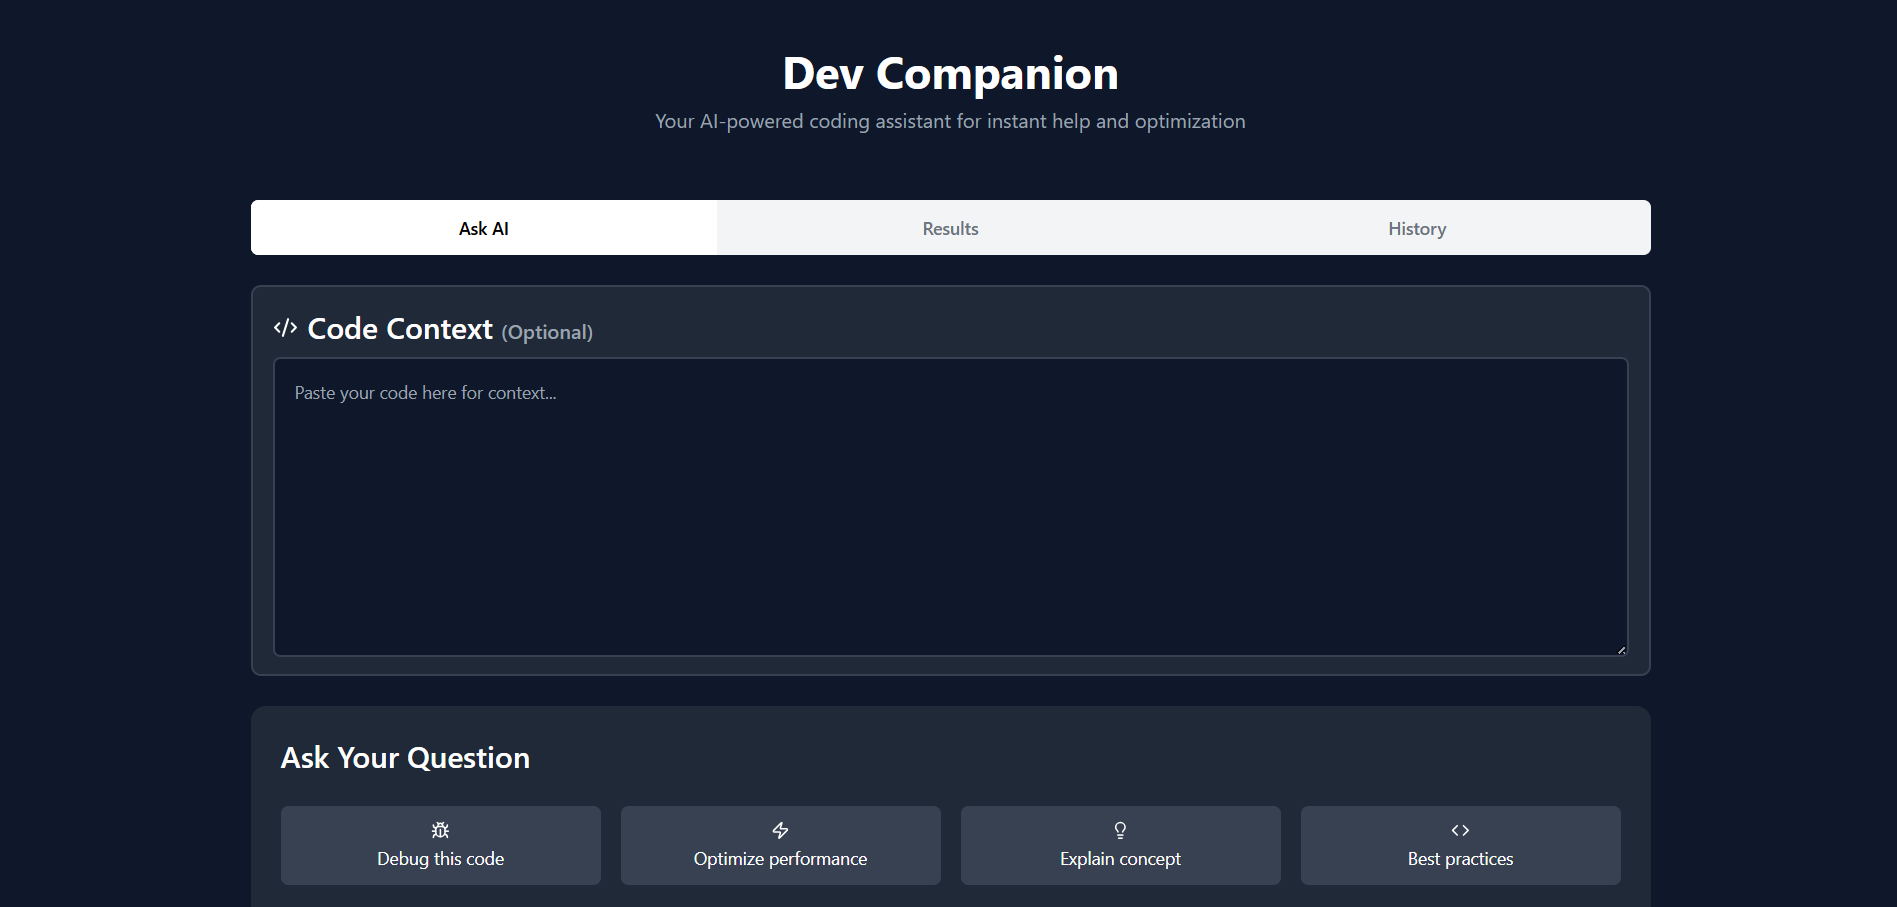 Dev Companion
Your AI-powered coding assistant for instant help and optimization
Ask AI Results History
Code Context (Optional)
Paste your code here for context...
Ask Your Question
Debug this code Optimize performance Explain concept Best practices